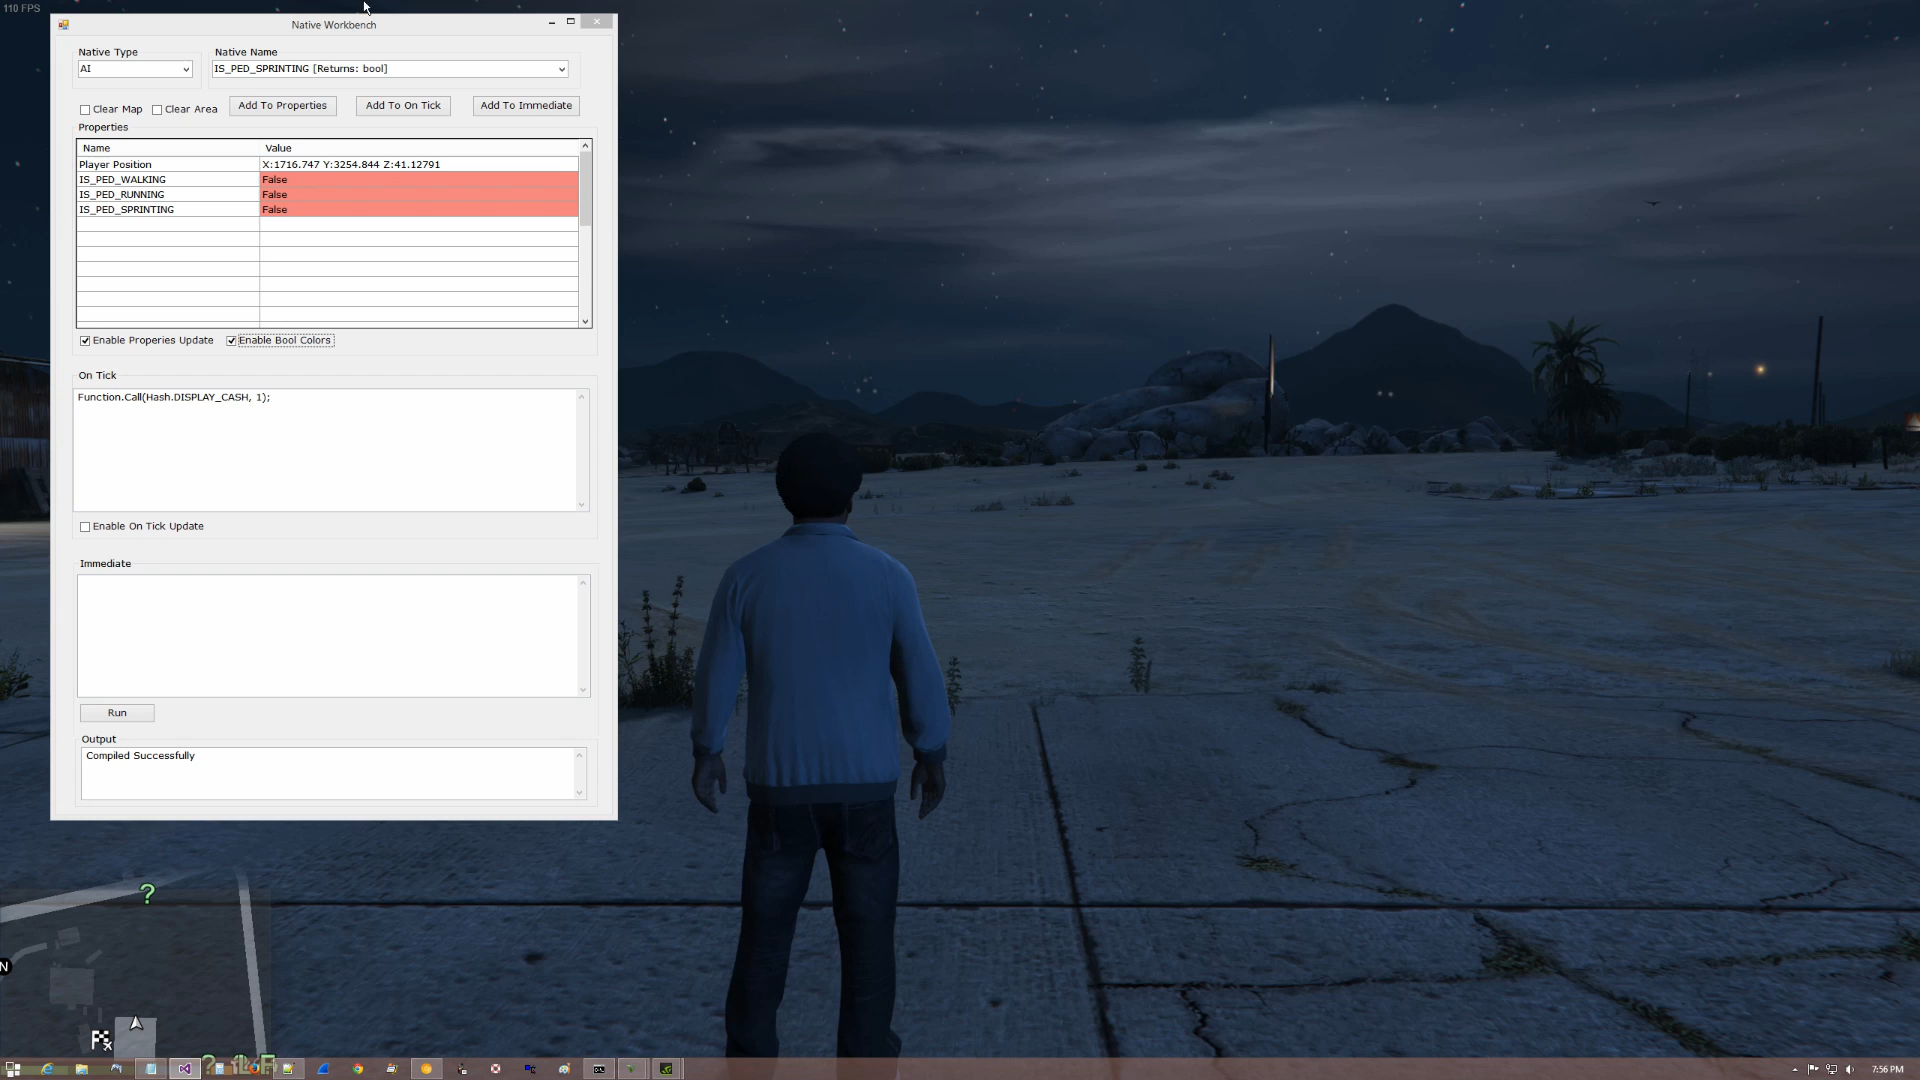 110 FPS
Native Workbench
Native Type
Native Name
AI
IS_PED_SPRINTING [Returns: bool]
Clear Map
Clear Area
Add To Properties
Add To On Tick
Add To Immediate
Properties
Name
Value
Player Position
X:1716.747 Y:3254.844 Z:41.12791
IS_PED_WALKING
False
IS_PED_RUNNING
False
IS_PED_SPRINTING
False
Enable Properies Update
Enable Bool Colors
On Tick
Function.Call(Hash.DISPLAY_CASH, 1);
Enable On Tick Update
Immediate
Run
Output
Compiled Successfully
?
N
? F
7:56 PM